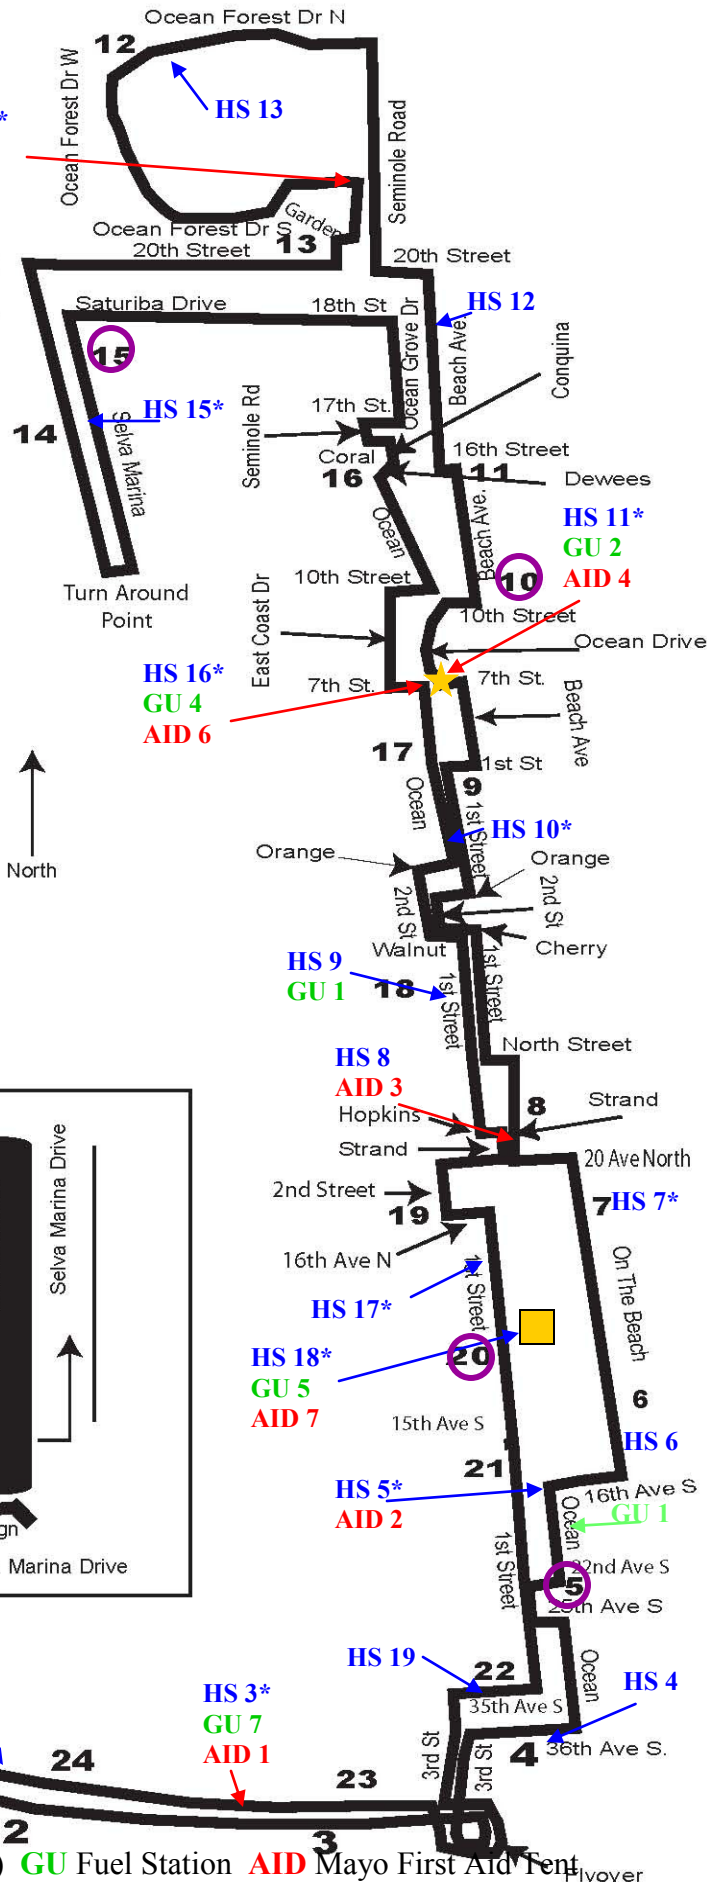 Ocean Forest Dr N
12
Ocean Forest Dr W
HS 13
*
Seminole Road
Garden
Ocean Forest Dr S
13
20th Street
20th Street
Saturiba Drive
18th St
HS 12
Ocean Grove Dr
Beach Ave.
Conquina
15
HS 15*
14
Selva Marina
Seminole Rd
17th St.
Coral
16
16th Street
11
Dewees
Ocean
Beach Ave.
HS 11*
GU 2
AID 4
10
Turn Around
Point
10th Street
10th Street
East Coast Dr
Ocean Drive
HS 16*
GU 4
AID 6
7th St.
7th St.
Beach Ave
17
1st St
9
Ocean
1st Street
HS 10*
North
Orange
Orange
2nd St
2nd St
Walnut
Cherry
HS 9
GU 1
18
1st Street
1st Street
North Street
HS 8
AID 3
Hopkins
8
Strand
Strand
20 Ave North
2nd Street
19
7
HS 7*
16th Ave N
1st Street
On The Beach
HS 17*
HS 18*
GU 5
AID 7
20
6
15th Ave S
HS 6
21
HS 5*
AID 2
16th Ave S
Ocean
GU 1
1st Street
22nd Ave S
5
25th Ave S
Selva Marina Drive
gn
Marina Drive
HS 19
22
35th Ave S
Ocean
HS 4
HS 3*
GU 7
AID 1
3rd St
3rd St
4
36th Ave S.
24
23
2
3
) GU Fuel Station AID Mayo First Aid Tent
Flyover